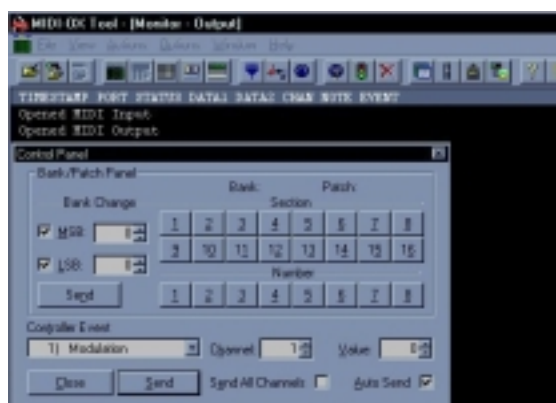 MIDI-OX Tool - [Monitor - Output]
File View Actions Options Window Help
TIMESTAMP PORT STATUS DATA1 DATA2 CHAN NOTE EVENT
Opened MIDI Input
Opened MIDI Output
Control Panel
Bank/Patch Panel
Bank: Patch:
Bank Change Section
MSB: 0 1 2 3 4 5 6 7 8
9 10 11 12 13 14 15 16
LSB: 0
Number
Send 1 2 3 4 5 6 7 8
Controller Event
1) Modulation Channel: 1 Value: 0
Close Send Send All Channels Auto Send